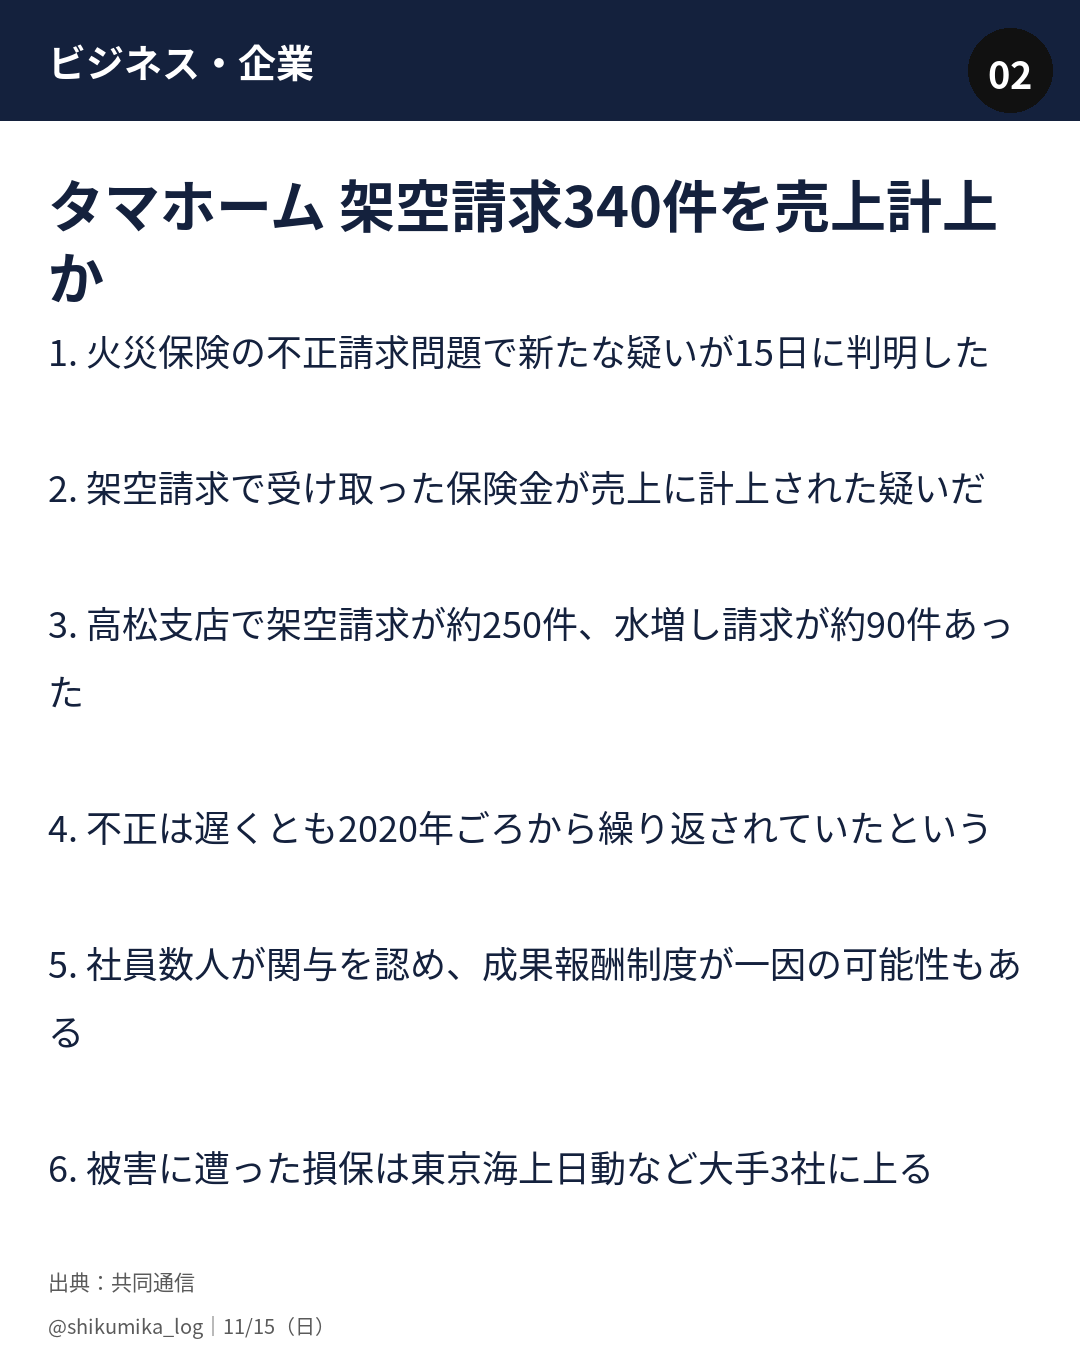 ビジネス・企業
02
タマホーム 架空請求340件を売上計上
か
1. 火災保険の不正請求問題で新たな疑いが15日に判明した
2. 架空請求で受け取った保険金が売上に計上された疑いだ
3. 高松支店で架空請求が約250件、水増し請求が約90件あっ
た
4. 不正は遅くとも2020年ごろから繰り返されていたという
5. 社員数人が関与を認め、成果報酬制度が一因の可能性もあ
る
6. 被害に遭った損保は東京海上日動など大手3社に上る
出典：共同通信
@shikumika_log｜11/15（日）